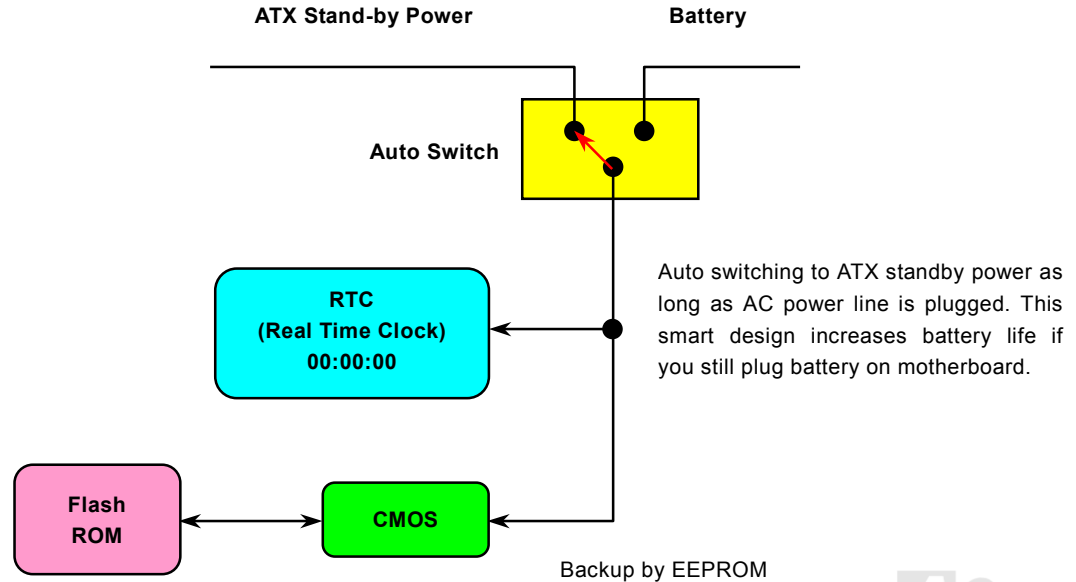 ATX Stand-by Power
Battery
Auto Switch
Auto switching to ATX standby power as
long as AC power line is plugged. This
smart design increases battery life if
you still plug battery on motherboard.
RTC
(Real Time Clock)
00:00:00
Flash
ROM
CMOS
Backup by EEPROM